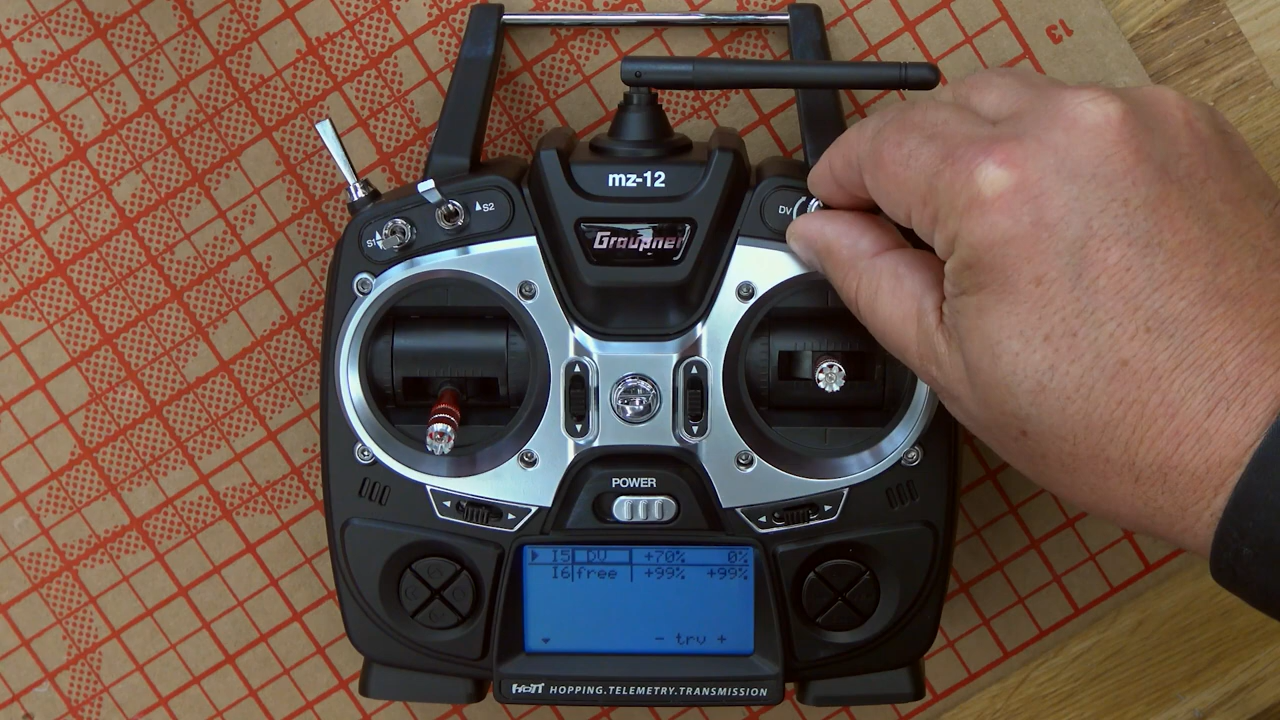 13
mz-12
S2
DV
Graupner
S1
POWER
I5 DV +70% 0%
I6 free +99% +99%
- trv +
HoTT HOPPING.TELEMETRY.TRANSMISSION